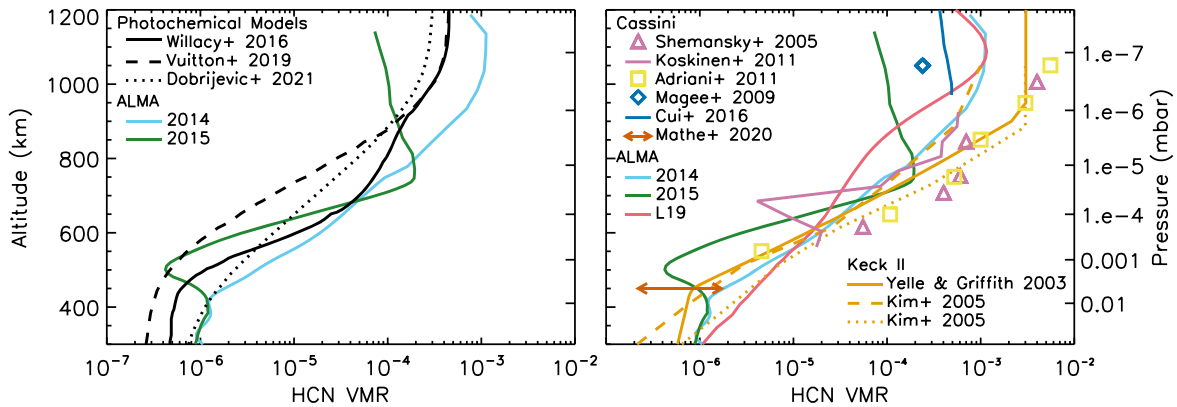 Photochemical Models
Willacy+ 2016
Vuitton+ 2019
Dobrijevic+ 2021
ALMA
2014
2015
1200
1000
800
600
400
Altitude (km)
10^-7
10^-6
10^-5
10^-4
10^-3
10^-2
HCN VMR
Cassini
Shemansky+ 2005
Koskinen+ 2011
Adriani+ 2011
Magee+ 2009
Cui+ 2016
Mathe+ 2020
ALMA
2014
2015
L19
Keck II
Yelle & Griffith 2003
Kim+ 2005
Kim+ 2005
1.e-7
1.e-6
1.e-5
1.e-4
0.001
0.01
Pressure (mbar)
10^-6
10^-5
10^-4
10^-3
10^-2
HCN VMR